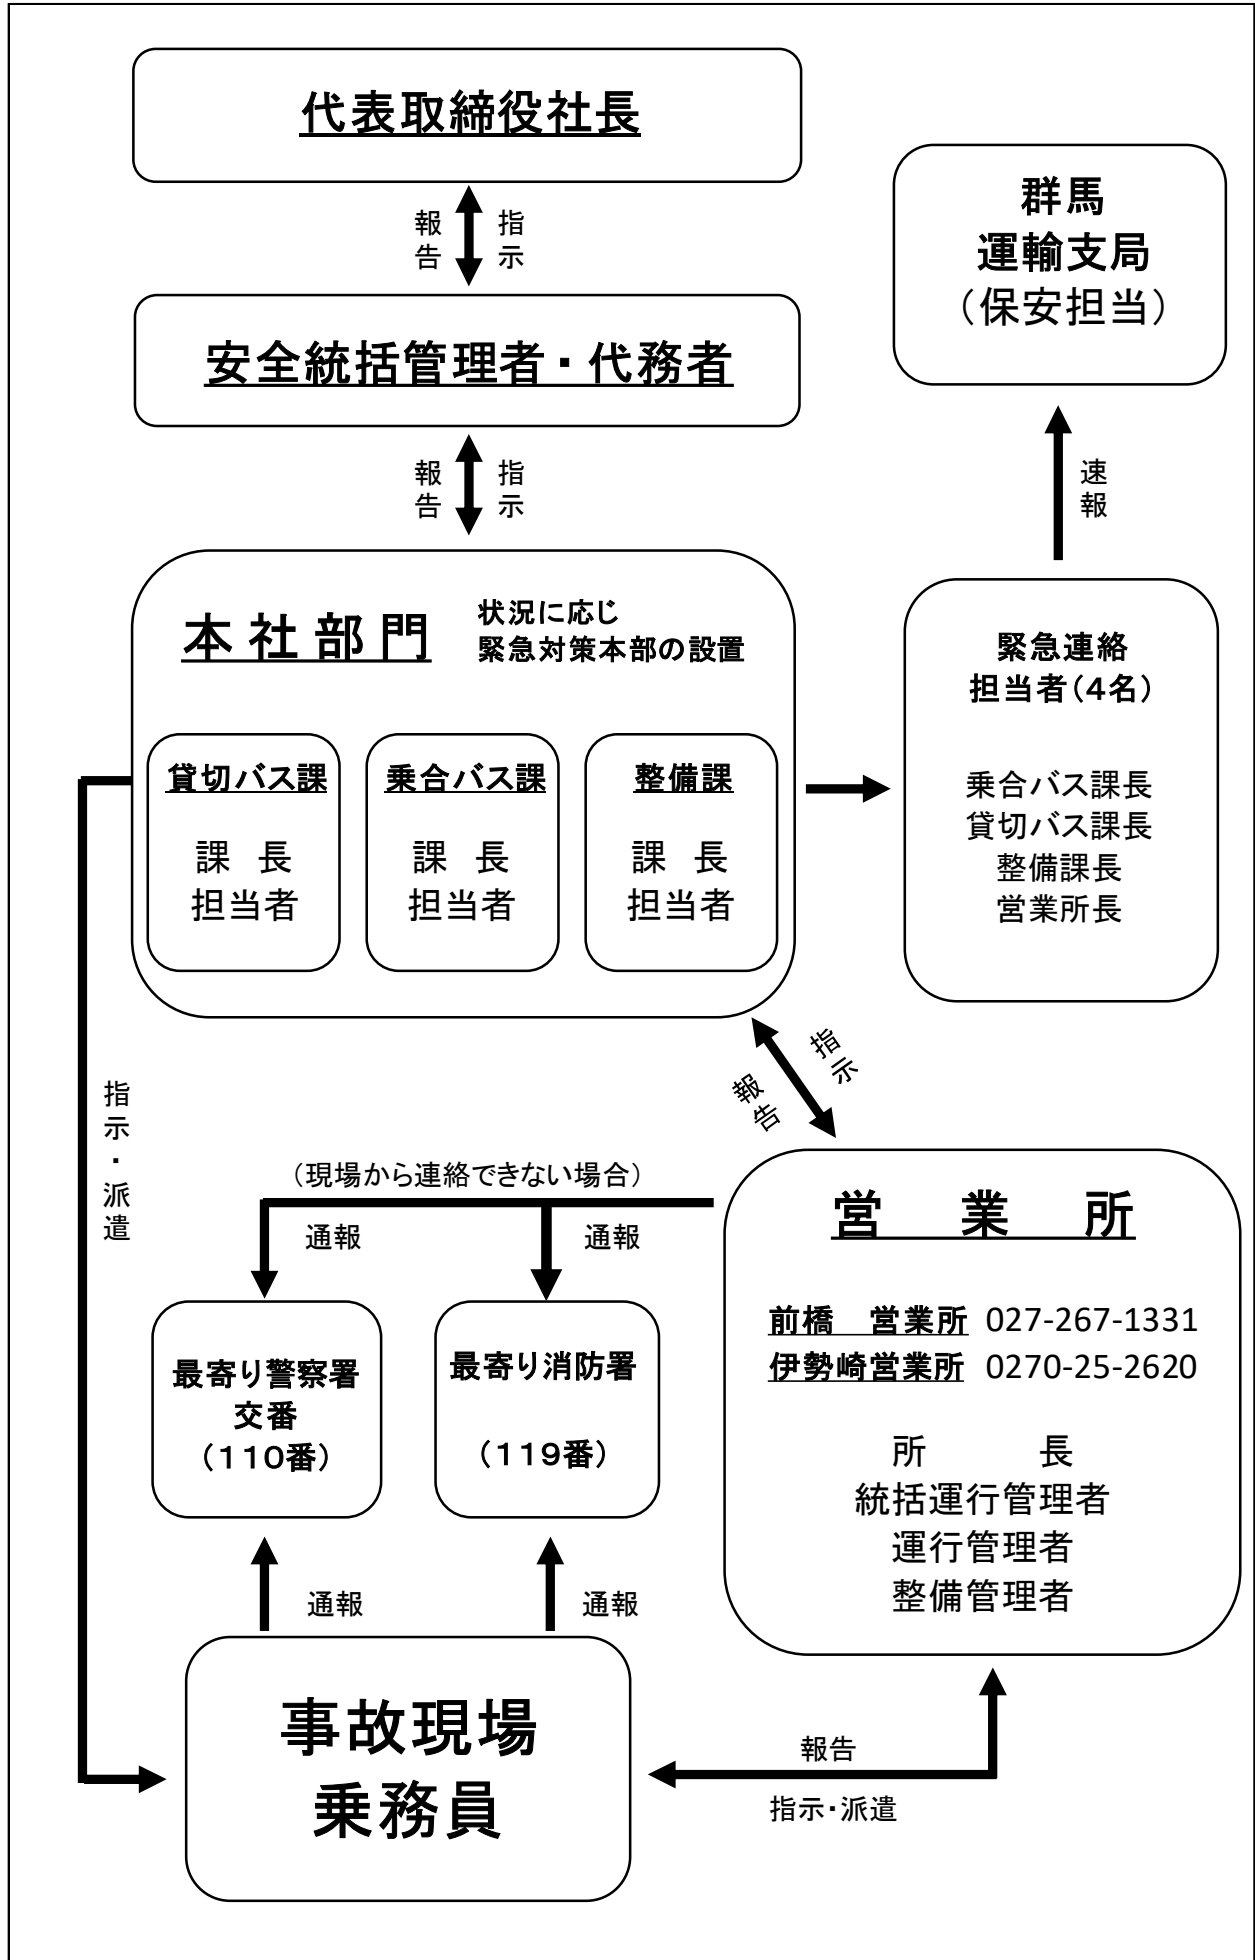 代表取締役社長
報告
指示
群馬
運輸支局
（保安担当）
安全統括管理者・代務者
報告
指示
速報
本社部門
状況に応じ
緊急対策本部の設置
貸切バス課
課　長
担当者
乗合バス課
課　長
担当者
整備課
課　長
担当者
緊急連絡
担当者（4名）
乗合バス課長
貸切バス課長
整備課長
営業所長
報告
指示
指示・派遣
（現場から連絡できない場合）
通報
通報
営　業　所
前橋　営業所 027-267-1331
伊勢崎営業所 0270-25-2620
所　　　長
統括運行管理者
運行管理者
整備管理者
最寄り警察署
交番
（110番）
最寄り消防署
（119番）
通報
通報
事故現場
乗務員
報告
指示・派遣